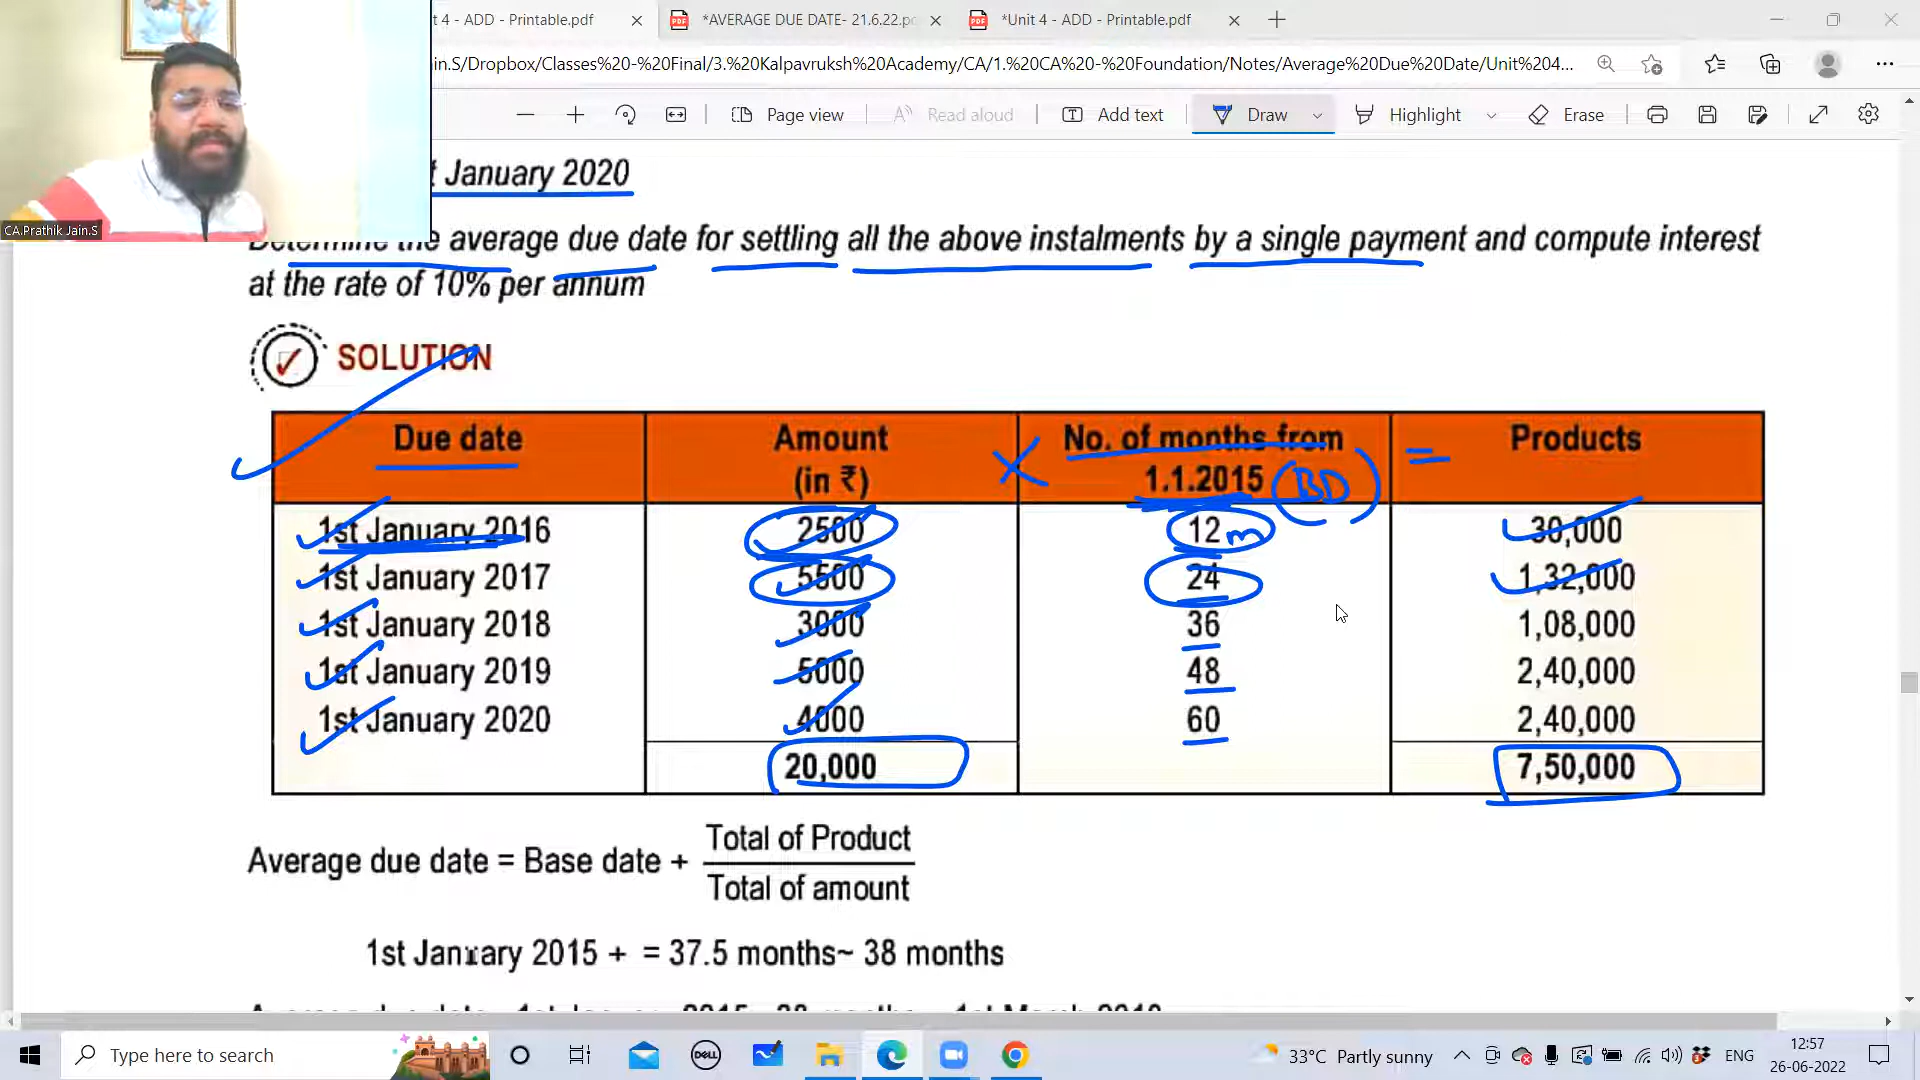 t 4 - ADD - Printable.pdf
*AVERAGE DUE DATE- 21.6.22.p
*Unit 4 - ADD - Printable.pdf
in.S/Dropbox/Classes%20-%20Final/3.%20Kalpavruksh%20Academy/CA/1.%20CA%20-%20Foundation/Notes/Average%20Due%20Date/Unit%204...
Page view
Read aloud
Add text
Draw
Highlight
Erase
CA.Prathik Jain.S
t January 2020
Determine the average due date for settling all the above instalments by a single payment and compute interest
at the rate of 10% per annum
SOLUTION
Due date Amount (in ₹) × No. of months from 1.1.2015 (BD) = Products
1st January 2016 2500 12 m 30,000
1st January 2017 5500 24 1,32,000
1st January 2018 3000 36 1,08,000
1st January 2019 5000 48 2,40,000
1st January 2020 4000 60 2,40,000
20,000 7,50,000
Average due date = Base date + Total of Product
Total of amount
1st January 2015 + = 37.5 months~ 38 months
Type here to search
DELL
33°C Partly sunny
ENG
12:57
26-06-2022